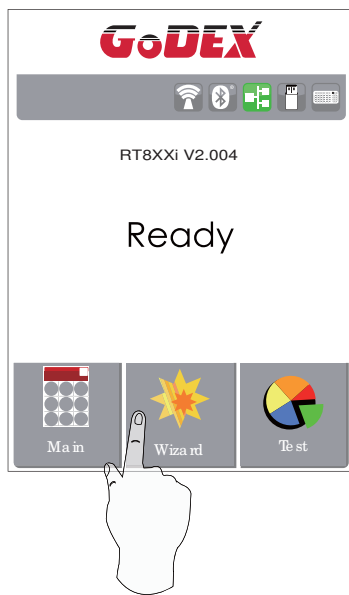 GoDEX
RT8XXi V2.004
Ready
Main
Wizard
Test